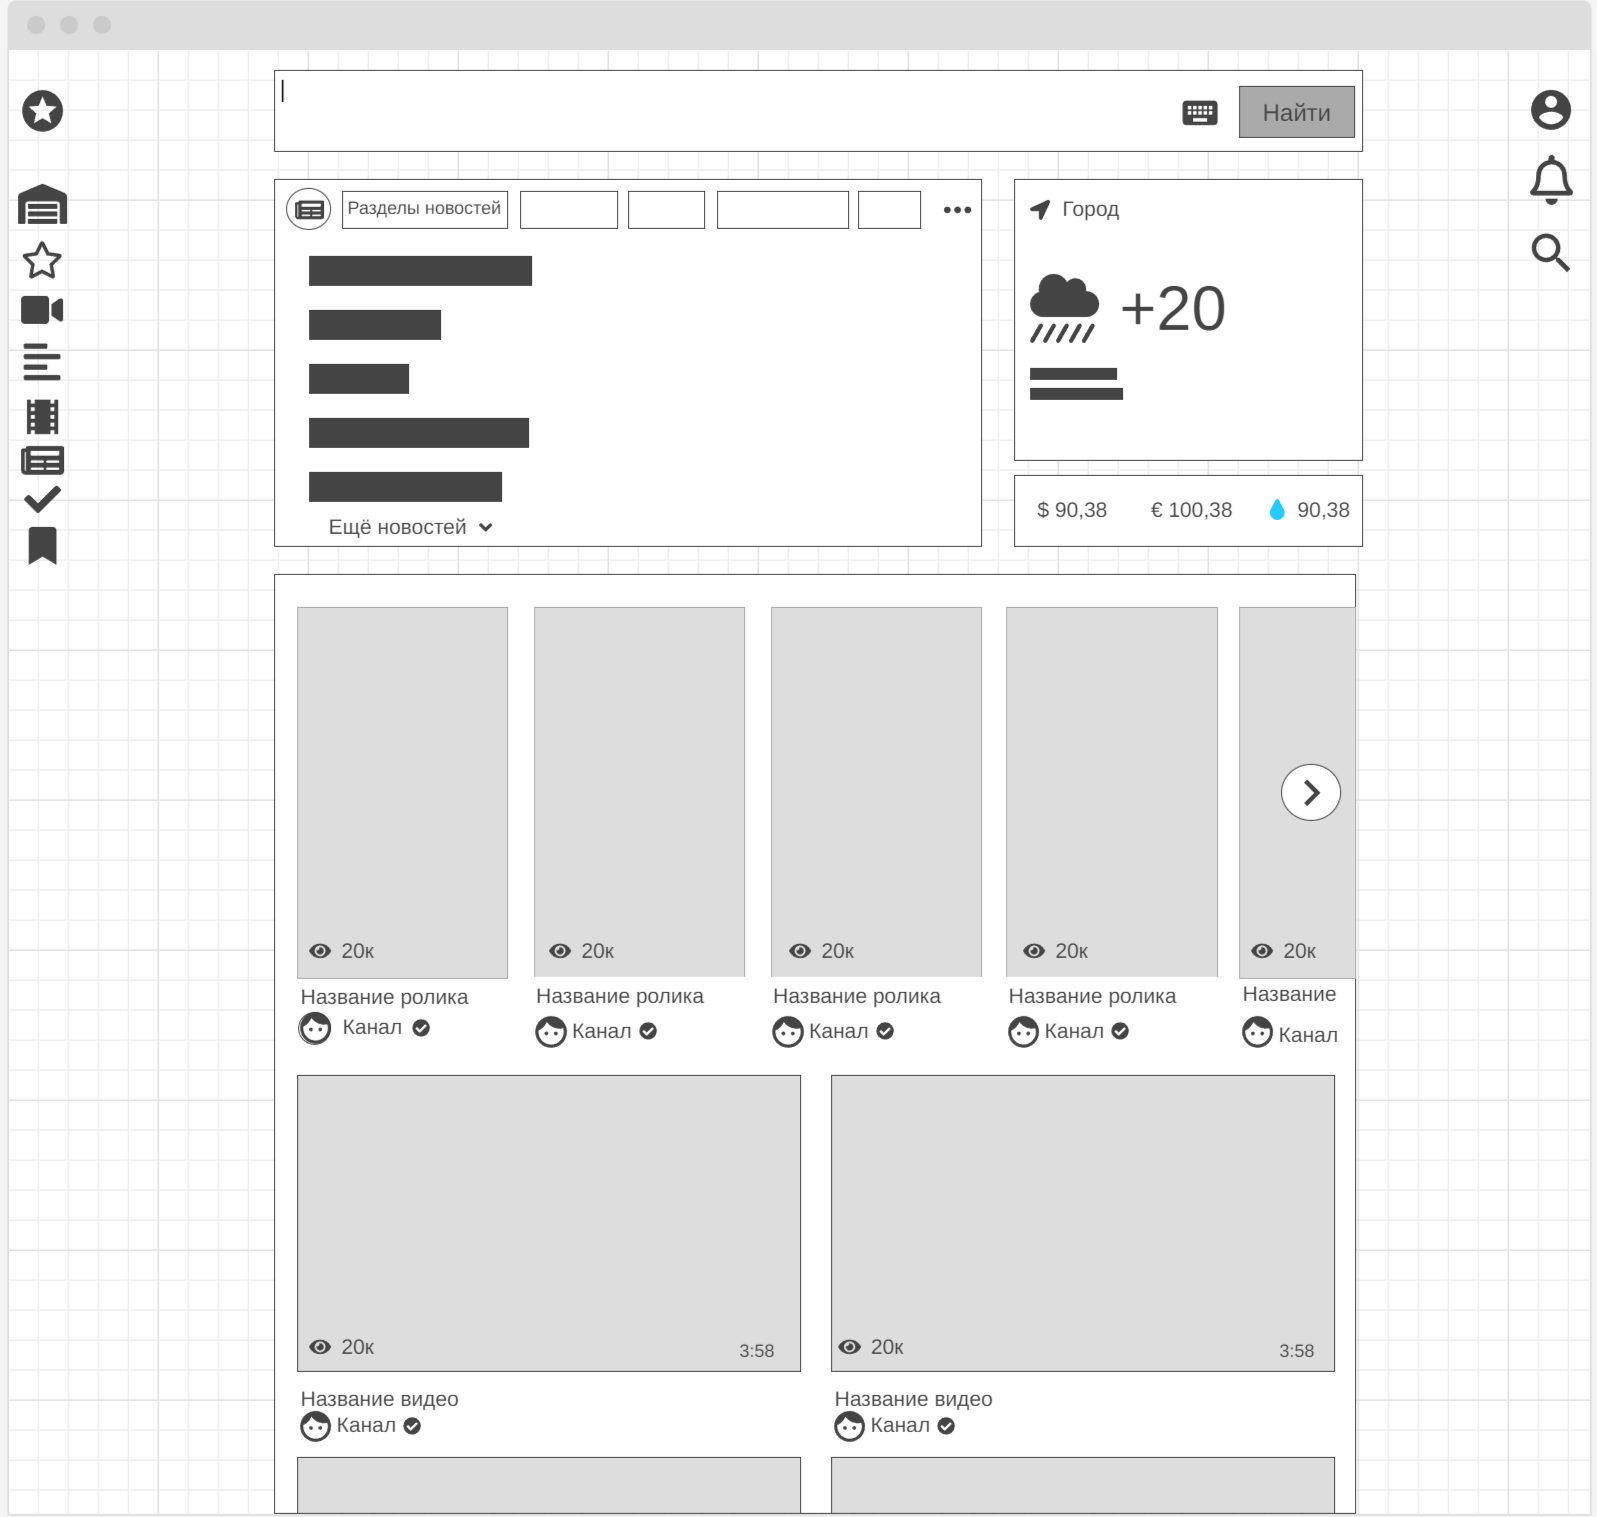 Найти
Разделы новостей
Город
+20
Ещё новостей
$ 90,38 € 100,38 90,38
20к 20к 20к 20к 20к
Название ролика Название ролика Название ролика Название ролика Название
Канал Канал Канал Канал Канал
20к 3:58 20к 3:58
Название видео Название видео
Канал Канал